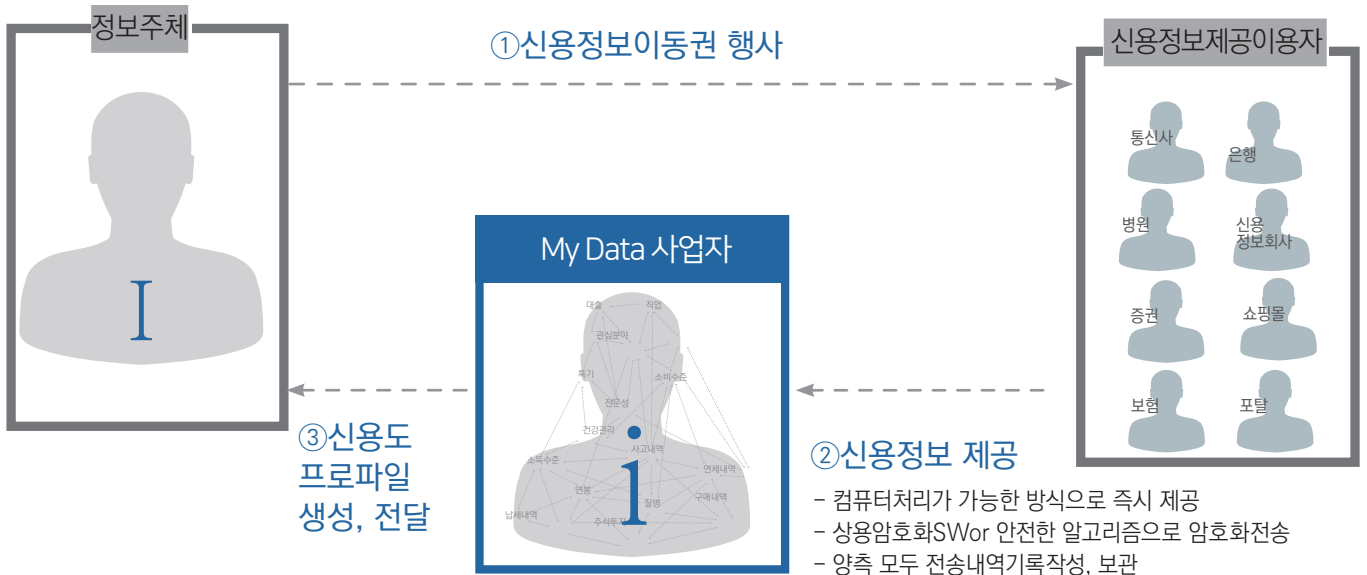 정보주체
①신용정보이동권 행사
신용정보제공이용자
I
통신사
은행
병원
신용
정보회사
증권
쇼핑몰
보험
포탈
My Data 사업자
대출
직업
관심분야
특기
소비수준
전문성
건강관리
사고내역
소득수준
연체내역
연봉
질병
구매내역
납세내역
주식투자
i
③신용도
프로파일
생성, 전달
②신용정보 제공
- 컴퓨터처리가 가능한 방식으로 즉시 제공
- 상용암호화SWor 안전한 알고리즘으로 암호화전송
- 양측 모두 전송내역기록작성, 보관